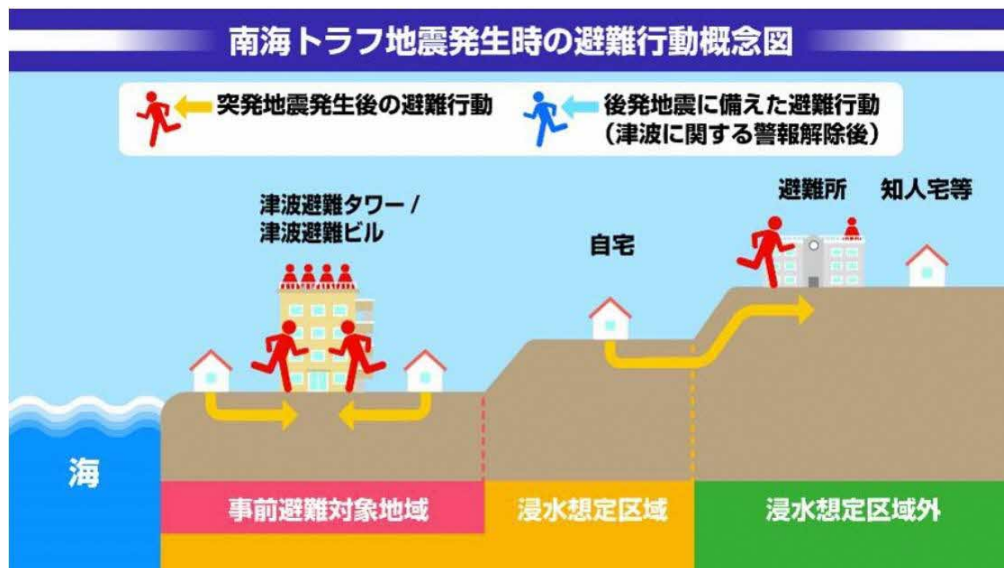 南海トラフ地震発生時の避難行動概念図
突発地震発生後の避難行動
後発地震に備えた避難行動
（津波に関する警報解除後）
津波避難タワー /
津波避難ビル
自宅
避難所
知人宅等
海
事前避難対象地域
浸水想定区域
浸水想定区域外